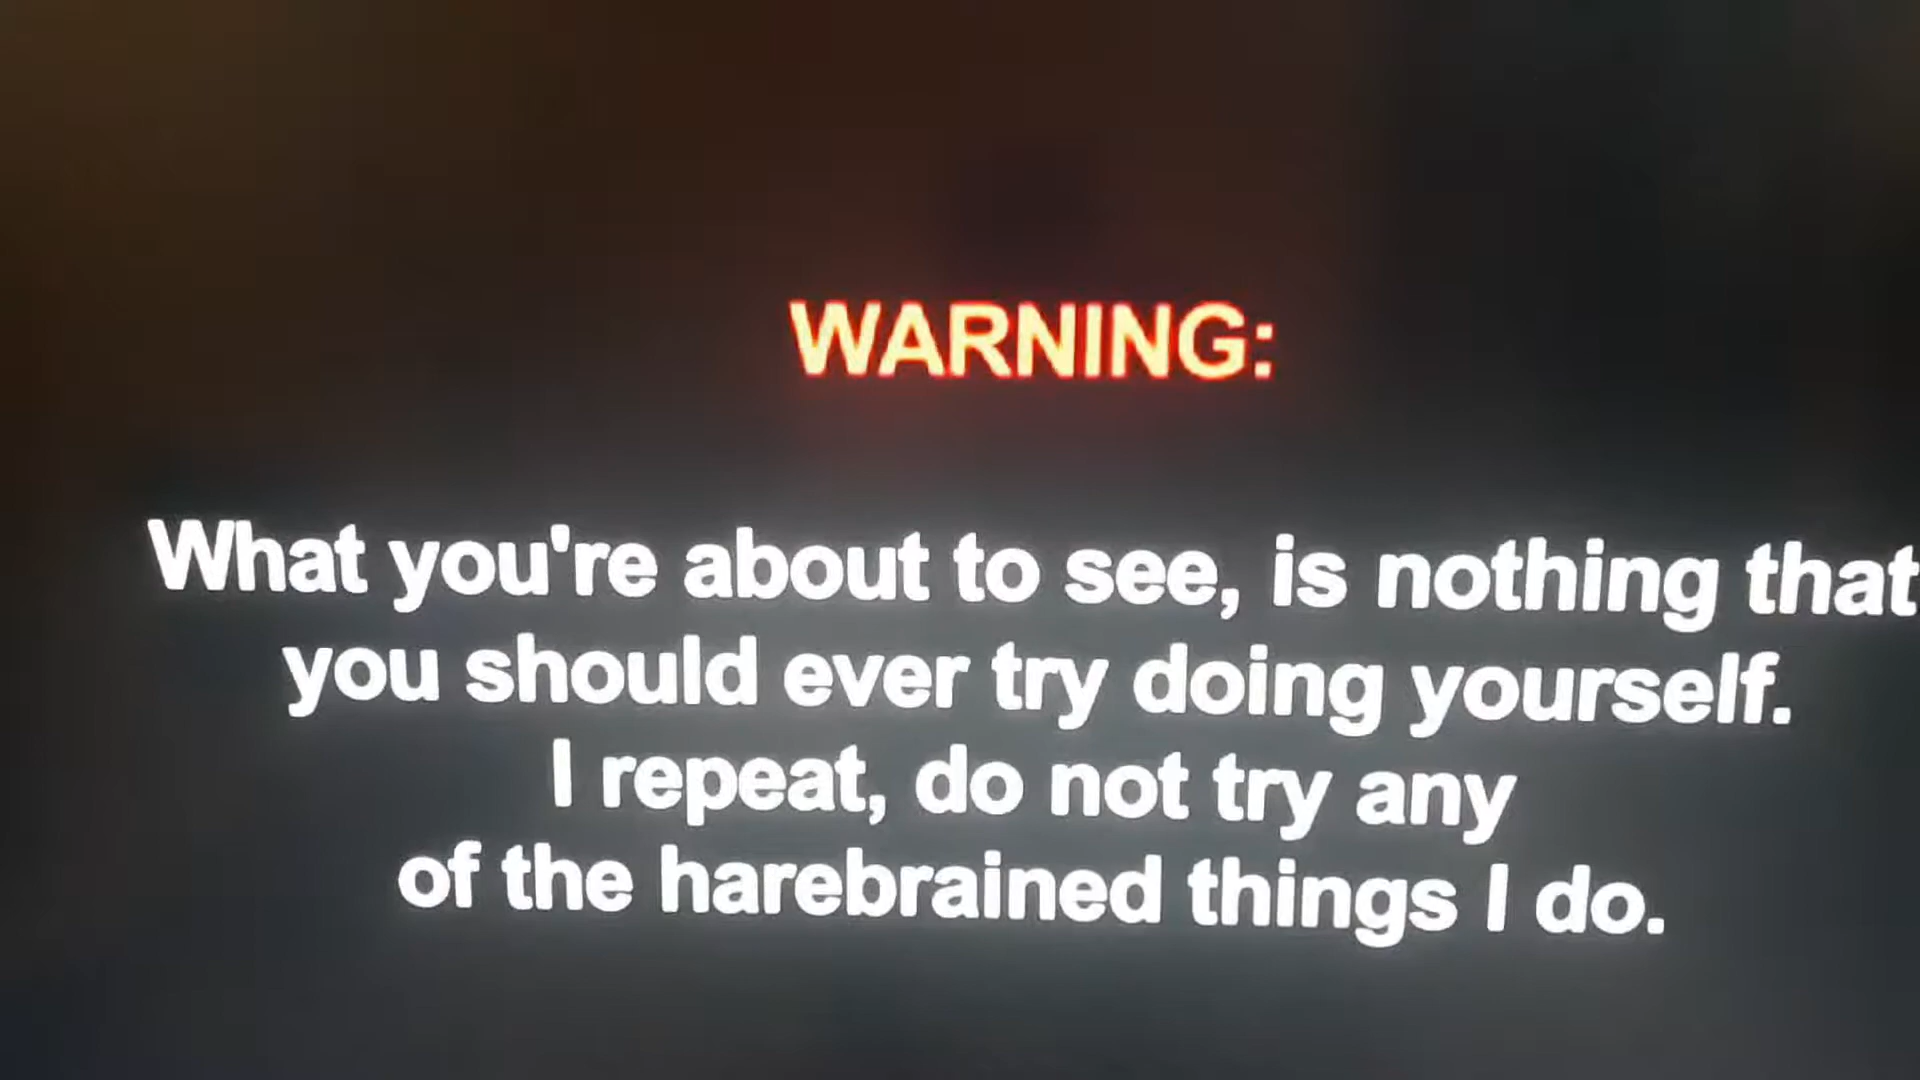 WARNING:
What you're about to see, is nothing that
you should ever try doing yourself.
I repeat, do not try any
of the harebrained things I do.